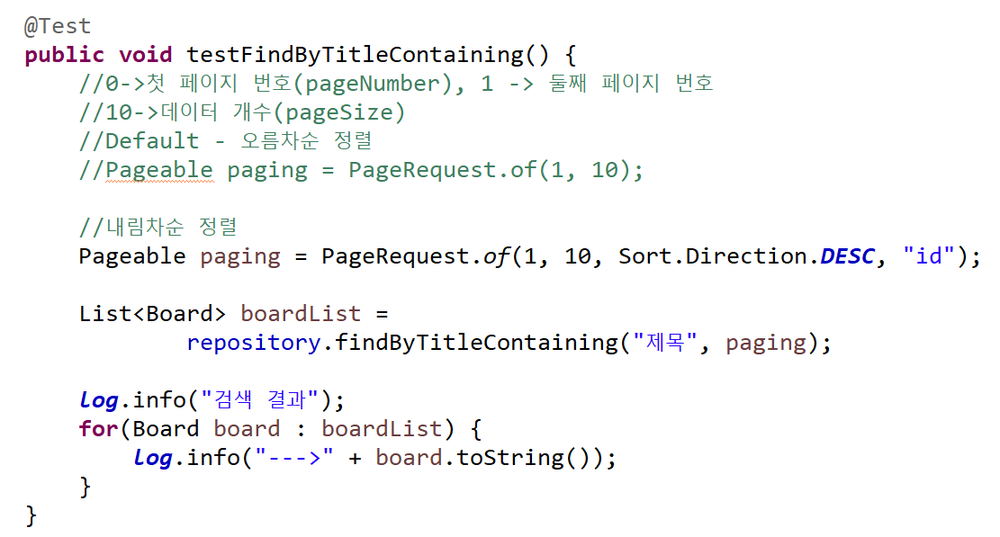 @Test
public void testFindByTitleContaining() {
    //0->첫 페이지 번호(pageNumber), 1 -> 둘째 페이지 번호
    //10->데이터 개수(pageSize)
    //Default - 오름차순 정렬
    //Pageable paging = PageRequest.of(1, 10);
    //내림차순 정렬
    Pageable paging = PageRequest.of(1, 10, Sort.Direction.DESC, "id");
    List<Board> boardList =
            repository.findByTitleContaining("제목", paging);
    log.info("검색 결과");
    for(Board board : boardList) {
        log.info("--->" + board.toString());
    }
}